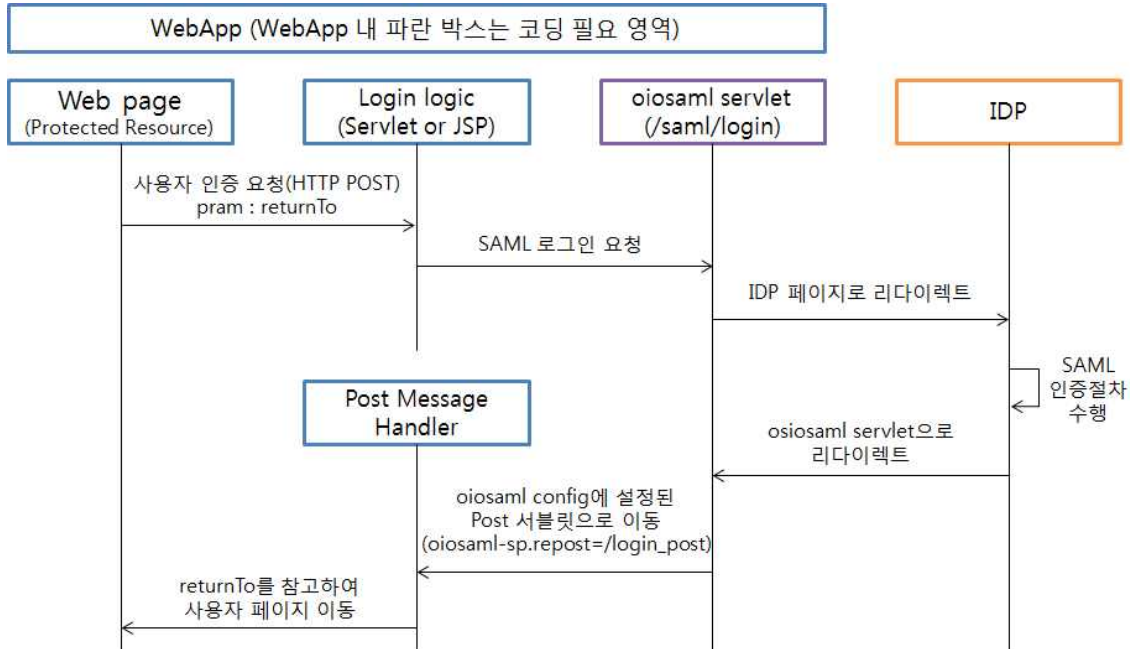 WebApp (WebApp 내 파란 박스는 코딩 필요 영역)
Web page
(Protected Resource)
Login logic
(Servlet or JSP)
oiosaml servlet
(/saml/login)
IDP
사용자 인증 요청(HTTP POST)
pram : returnTo
SAML 로그인 요청
IDP 페이지로 리다이렉트
SAML
인증절차
수행
Post Message
Handler
osiosaml servlet으로
리다이렉트
oiosaml config에 설정된
Post 서블릿으로 이동
(oiosaml-sp.repost=/login_post)
returnTo를 참고하여
사용자 페이지 이동